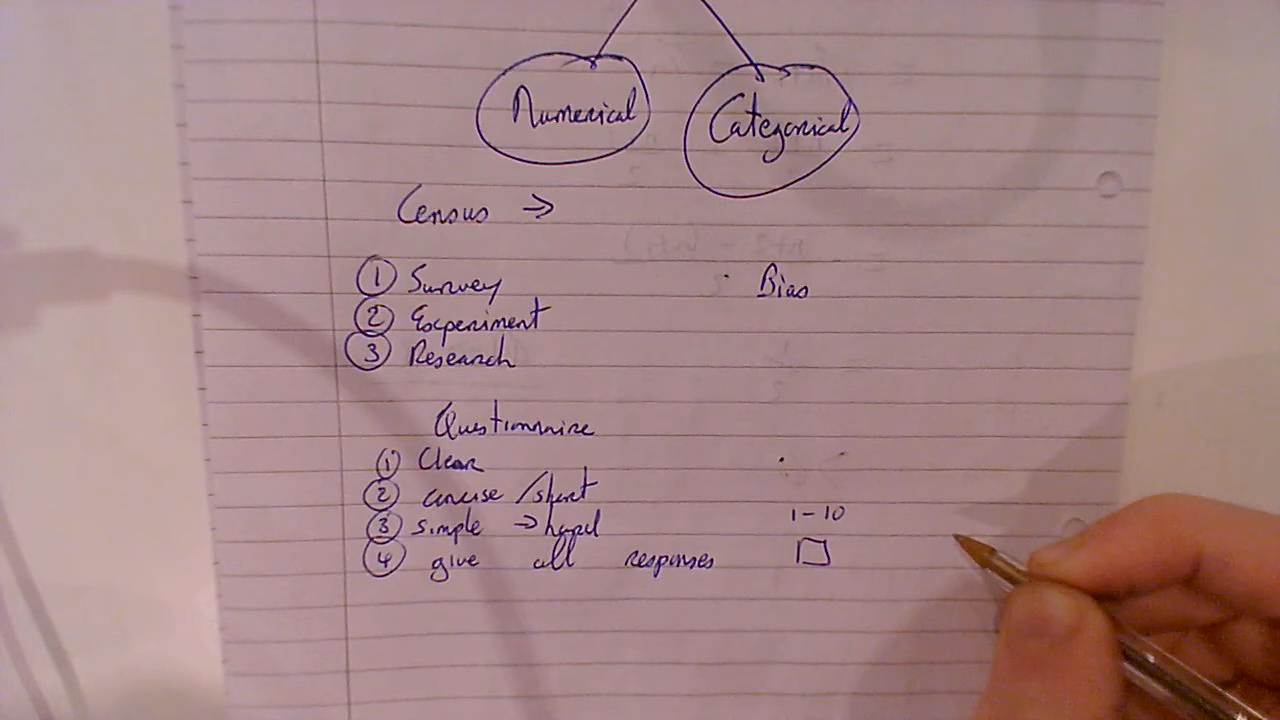 Numerical Categorical
Census →
① Survey Bias
② Experiment
③ Research
Questionnaire
① Clear
② concise / short
③ simple →
1 - 10
④ give all responses